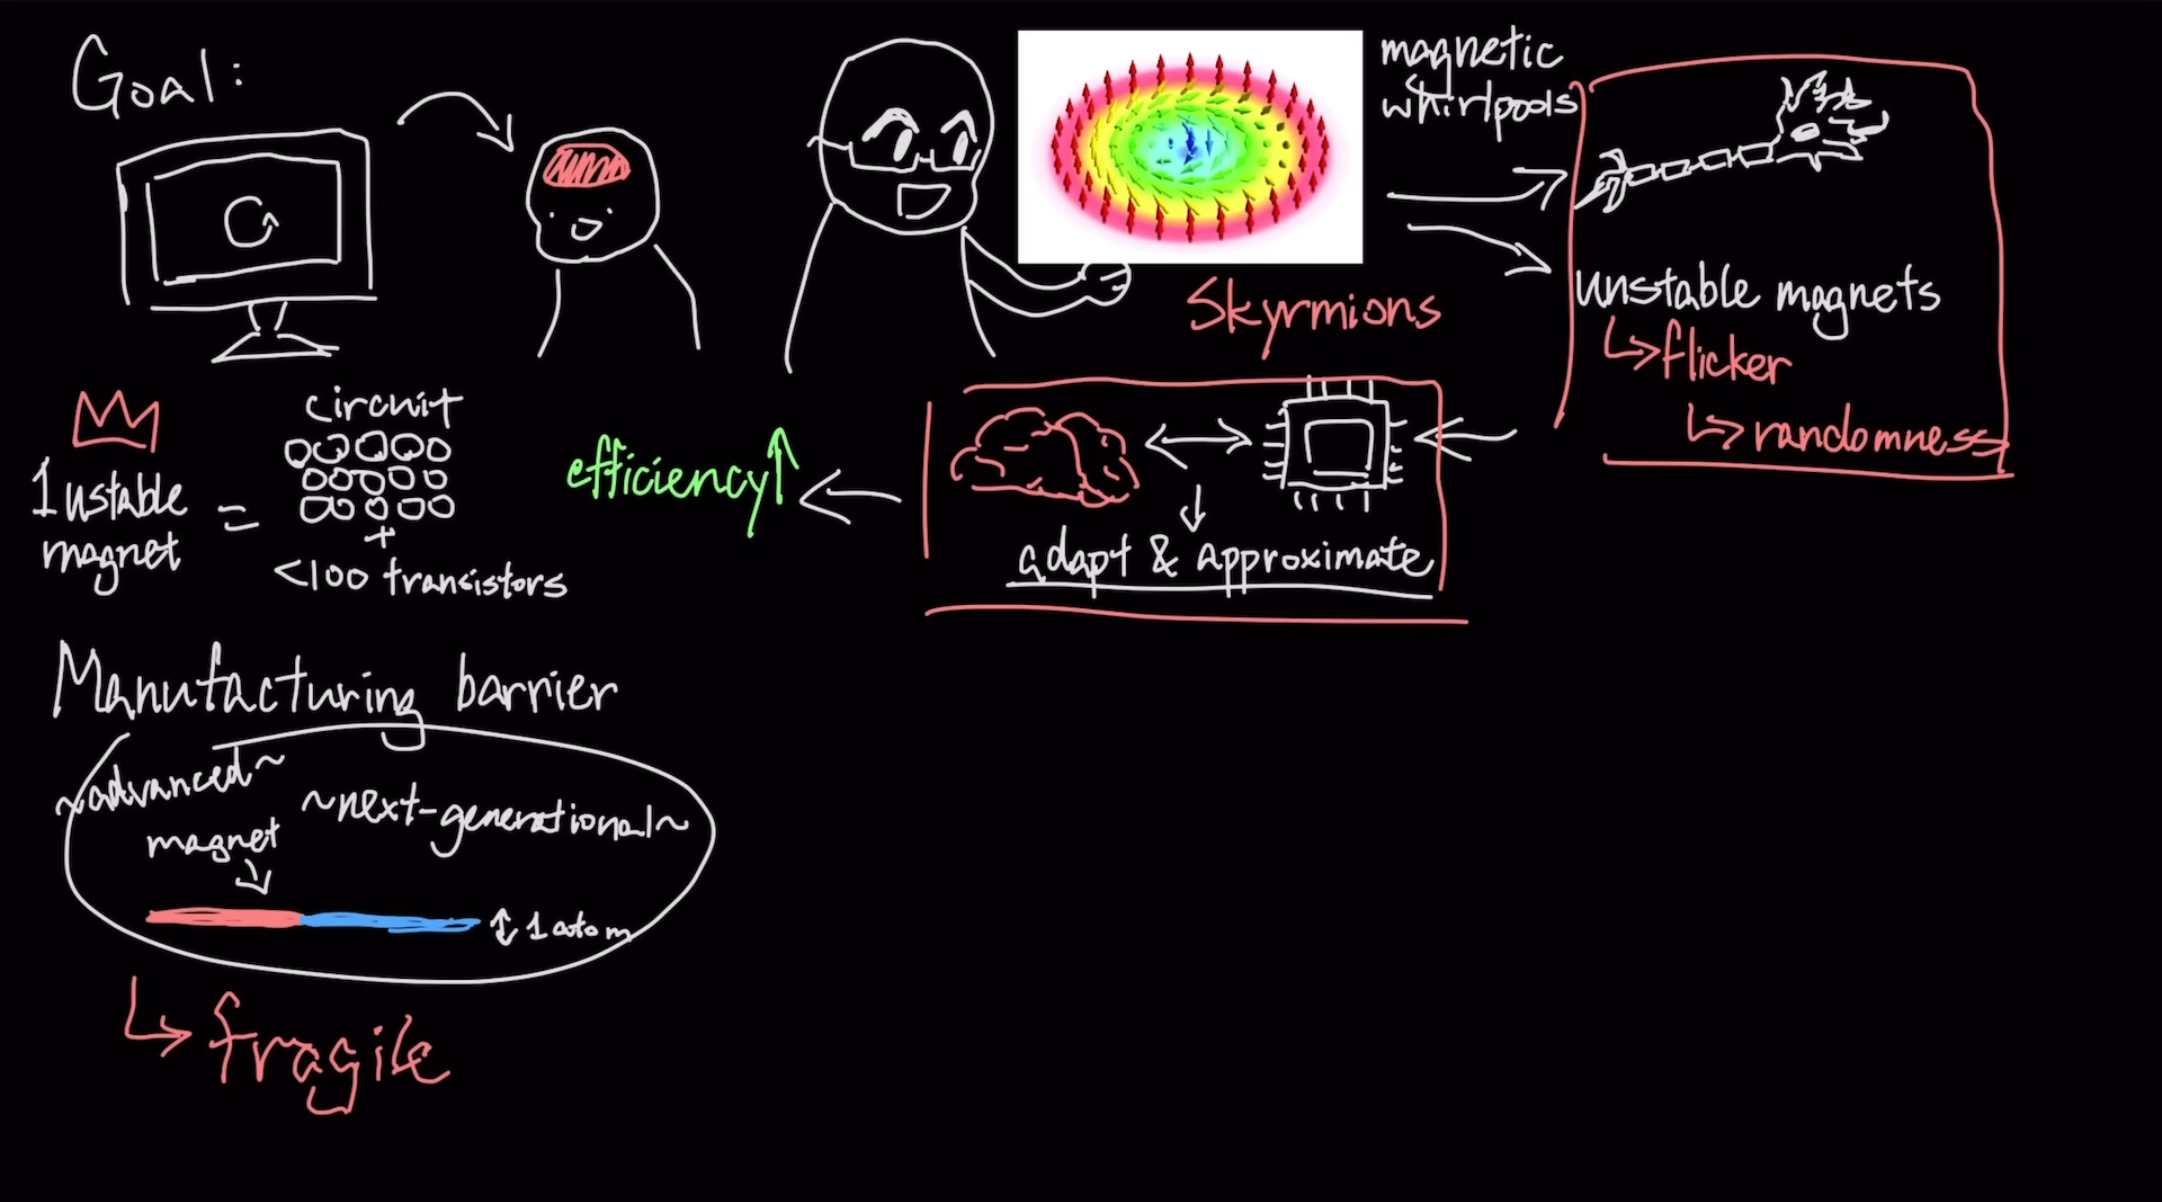 Goal:
magnetic
whirlpools
Skyrmions
unstable magnets
flicker
randomness
circuit
1 ustable
magnet
=
+
<100 transistors
efficiency
adapt & approximate
Manufacturing barrier
~advanced~
~next-generational~
magnet
1 atom
fragile